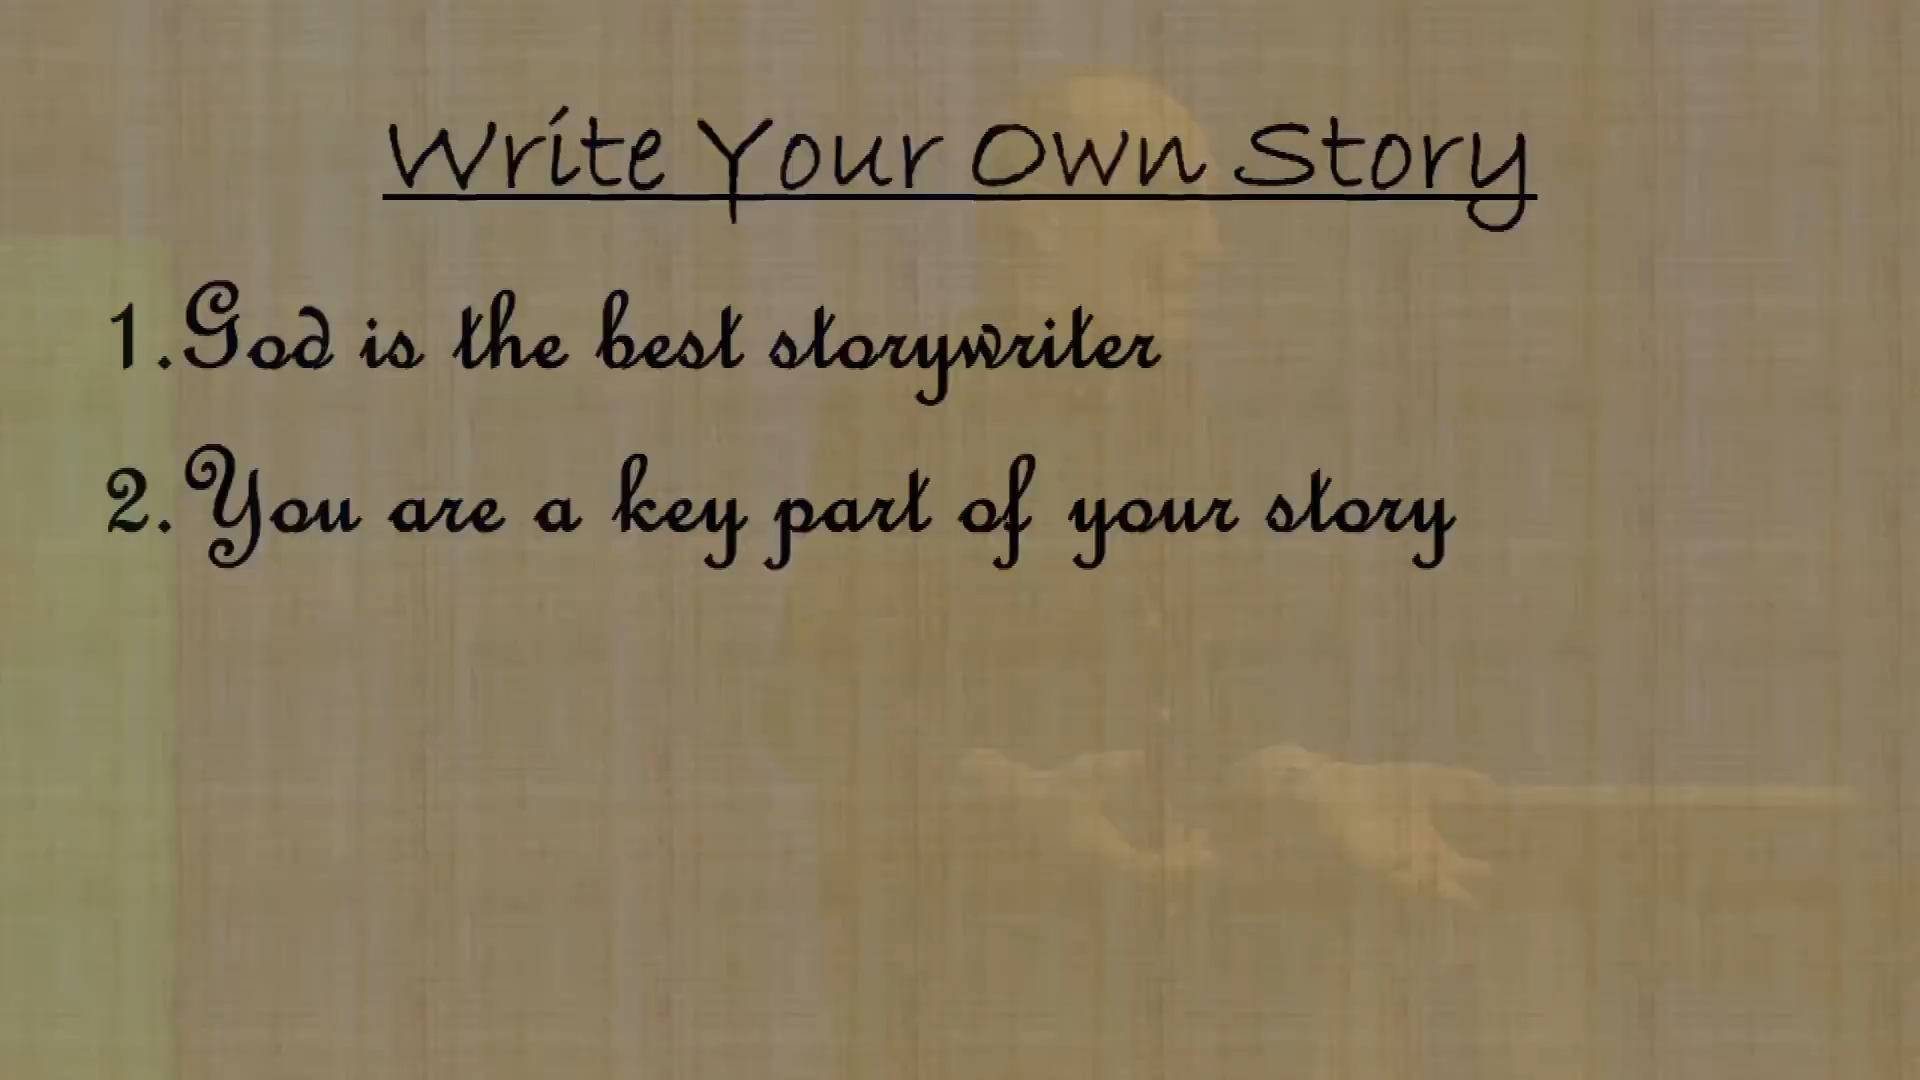 Write Your Own Story
1. God is the best storywriter
2. You are a key part of your story